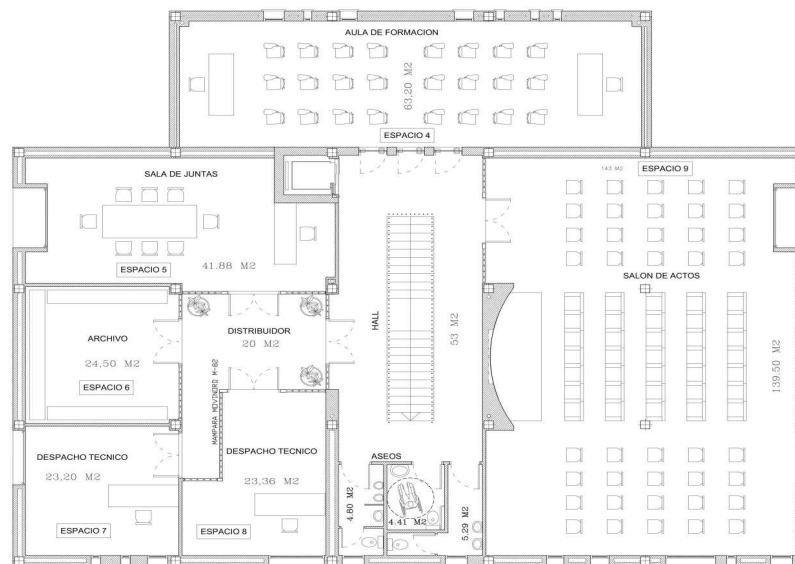 AULA DE FORMACION
63,20 M2
ESPACIO 4
SALA DE JUNTAS
ESPACIO 5
41.88 M2
143 M2
ESPACIO 9
SALON DE ACTOS
139.50 M2
ARCHIVO
24,50 M2
ESPACIO 6
DISTRIBUIDOR
20 M2
MAMPARA MOVINORD M-82
HALL
53 M2
DESPACHO TECNICO
23,20 M2
ESPACIO 7
DESPACHO TECNICO
23,36 M2
ESPACIO 8
ASEOS
4.80 M2
4.41 M2
5.29 M2